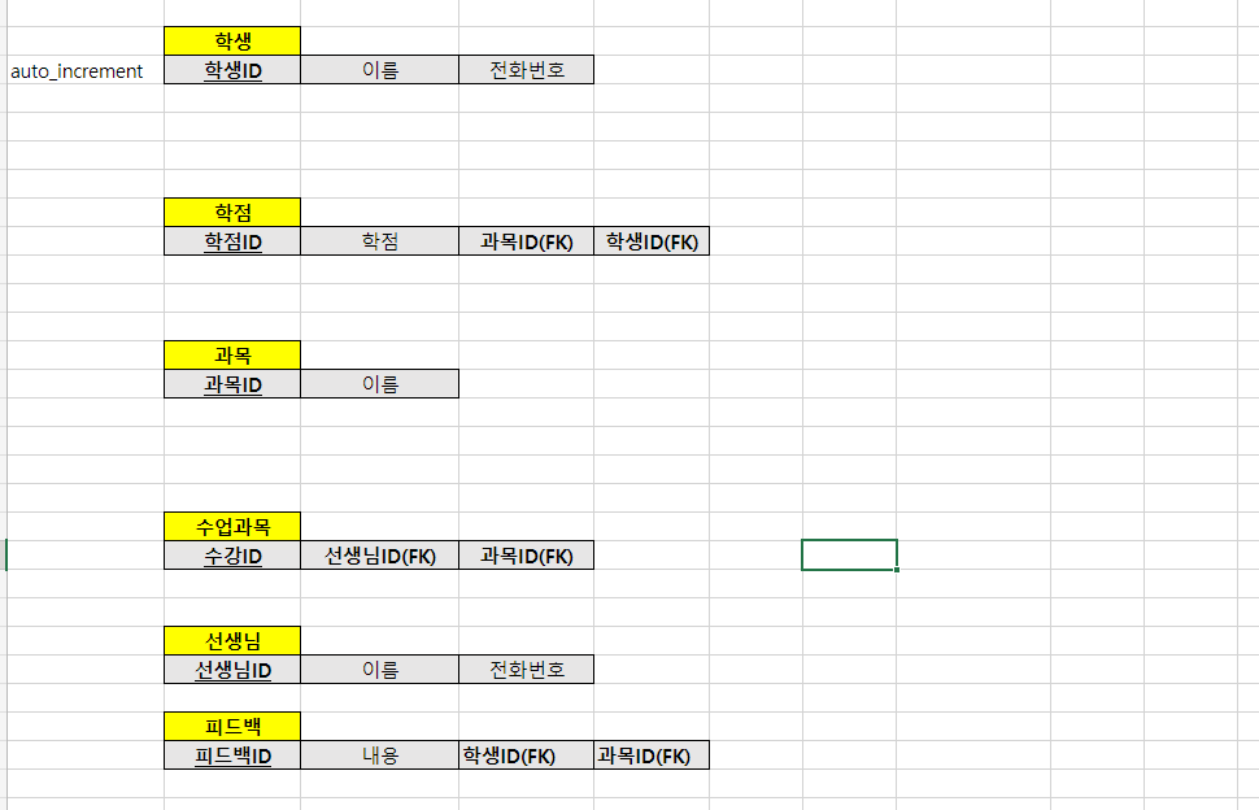 학생
auto_increment 학생ID 이름 전화번호
학점
학점ID 학점 과목ID(FK) 학생ID(FK)
과목
과목ID 이름
수업과목
수강ID 선생님ID(FK) 과목ID(FK)
선생님
선생님ID 이름 전화번호
피드백
피드백ID 내용 학생ID(FK) 과목ID(FK)